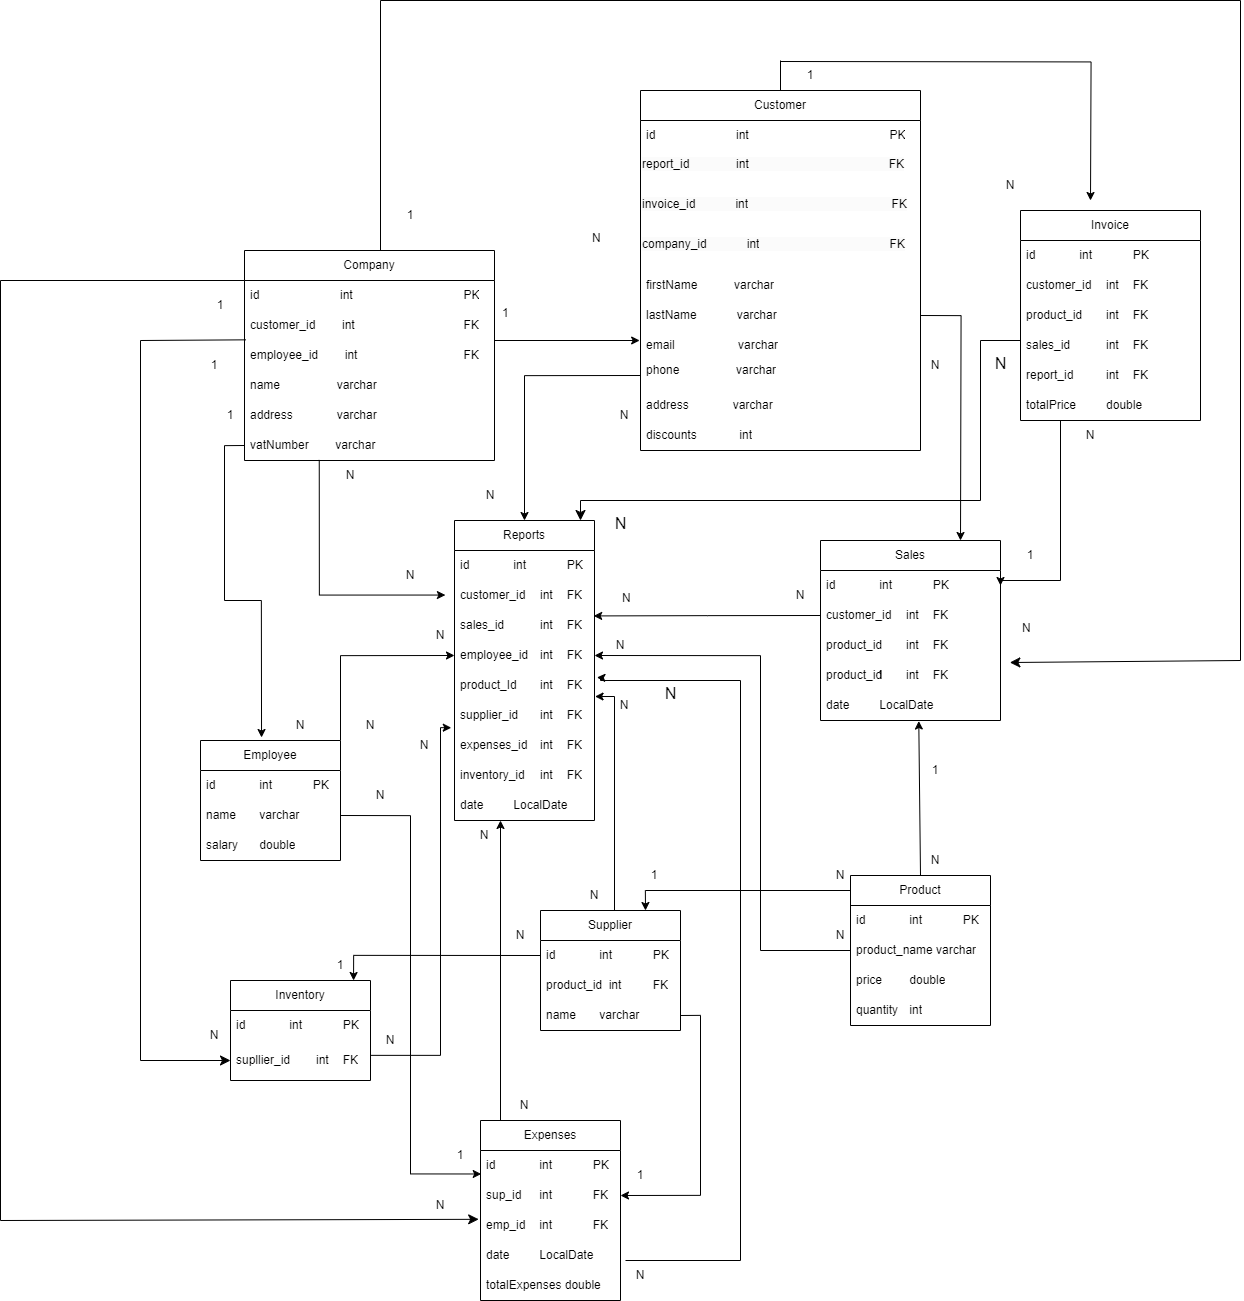 1
Customer
id int PK
report_id int FK
invoice_id int FK
company_id int FK
firstName varchar
lastName varchar
email varchar
phone varchar
address varchar
discounts int
N
Invoice
id int PK
customer_id int FK
product_id int FK
sales_id int FK
report_id int FK
totalPrice double
1
N
Company
id int PK
customer_id int FK
employee_id int FK
name varchar
address varchar
vatNumber varchar
1
1
1
1
N
N
N
N
N
N
N
N
Reports
id int PK
customer_id int FK
sales_id int FK
employee_id int FK
product_Id int FK
supplier_id int FK
expenses_id int FK
inventory_id int FK
date LocalDate
N
N
N
N
N
N
Sales
id int PK
customer_id int FK
product_id int FK
product_id int FK
date LocalDate
1
N
N
N
N
N
Employee
id int PK
name varchar
salary double
N
N
1
N
N
N
Product
id int PK
product_name varchar
price double
quantity int
1
N
N
Supplier
id int PK
product_id int FK
name varchar
1
N
N
Inventory
id int PK
supllier_id int FK
N
1
N
1
Expenses
id int PK
sup_id int FK
emp_id int FK
date LocalDate
totalExpenses double
N